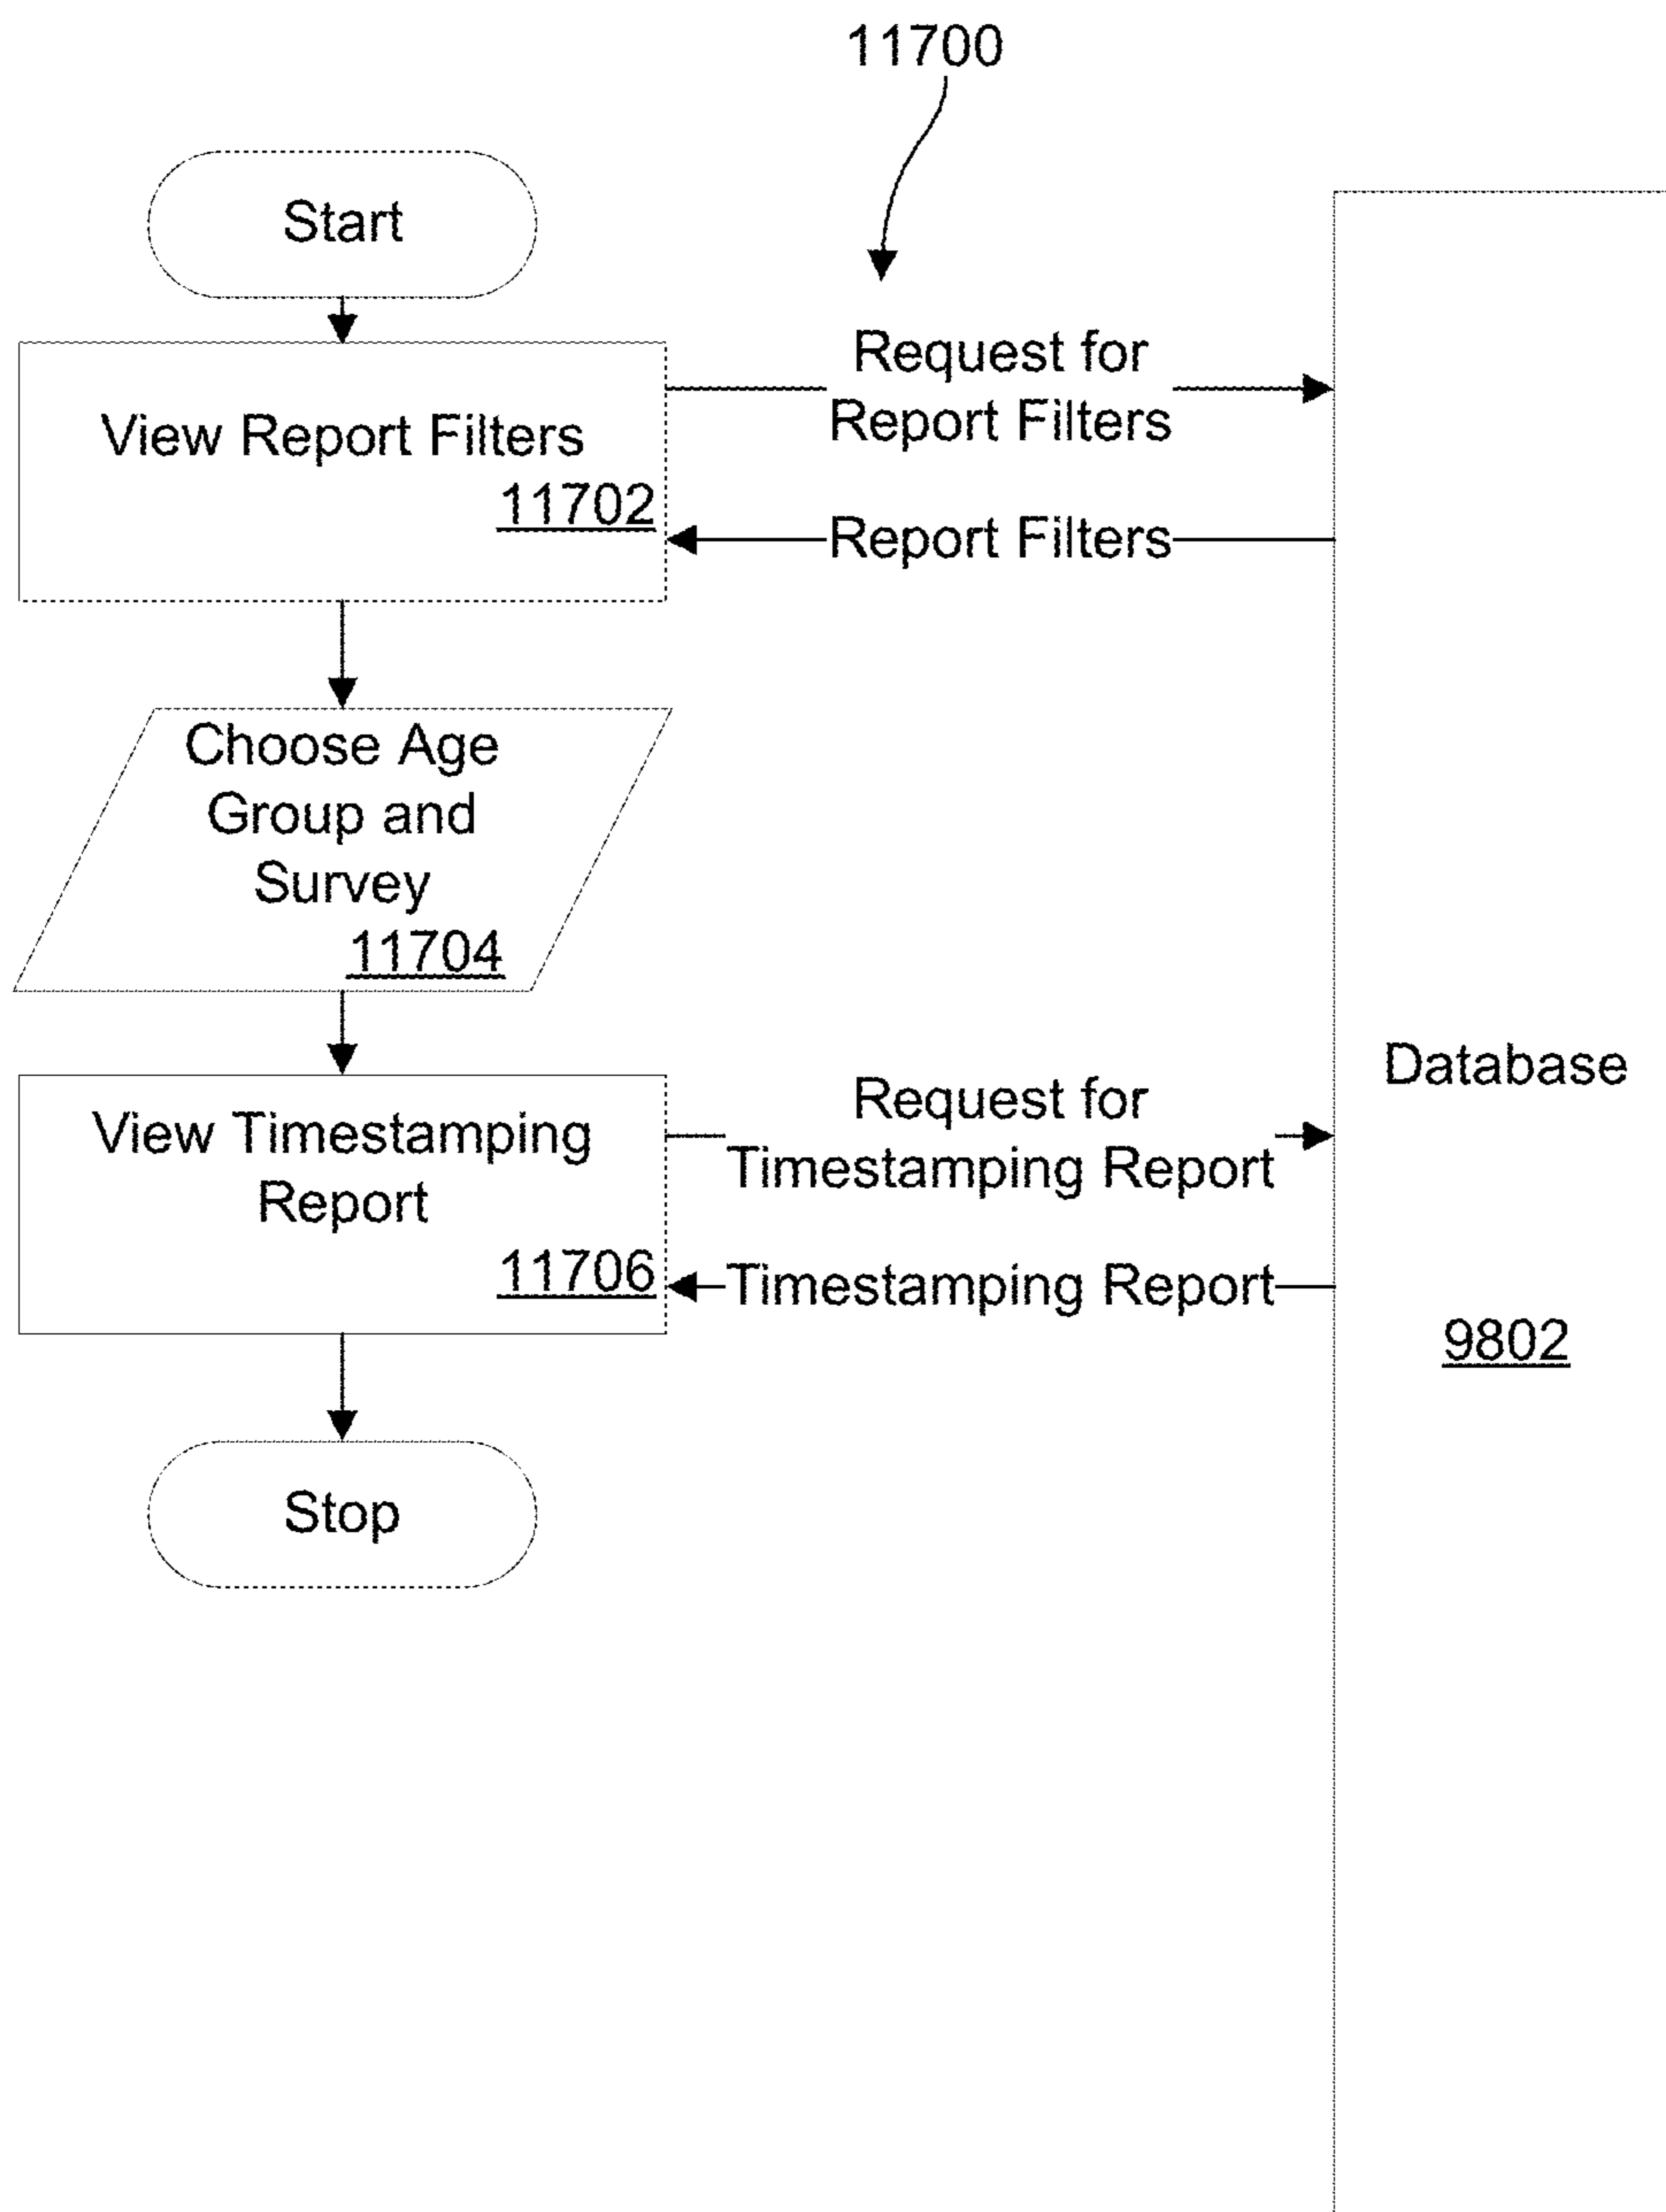 11700
Start
Request for
Report Filters
View Report Filters
11702
Report Filters
Choose Age
Group and
Survey
11704
Database
View Timestamping
Report
Request for
Timestamping Report
11706
Timestamping Report
9802
Stop